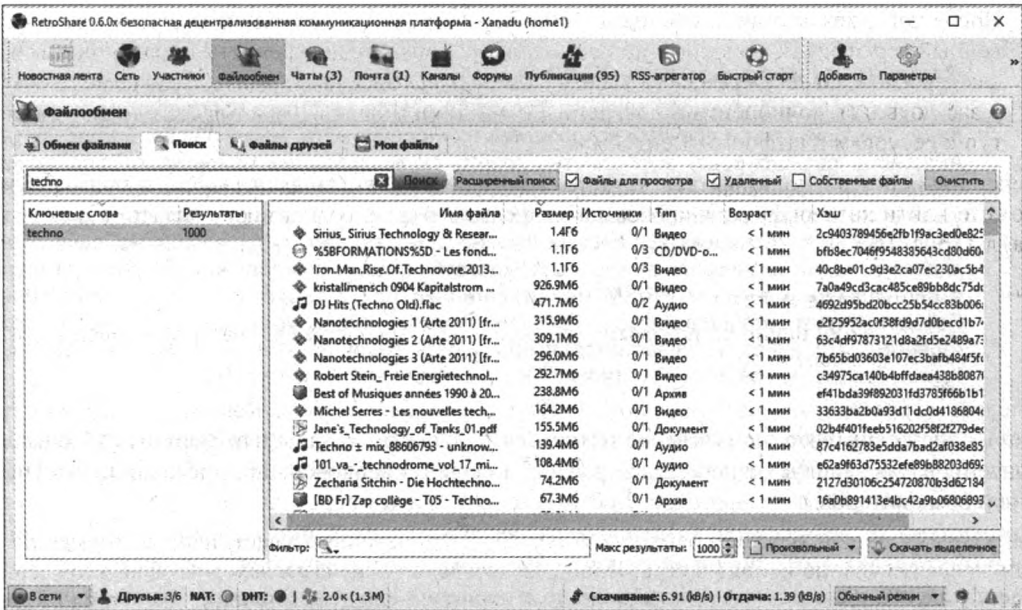 RetroShare 0.6.0x безопасная децентрализованная коммуникационная платформа - Xanadu (home1)
Новостная лента Сеть Участники Файлообмен Чаты (3) Почта (1) Каналы Форумы Публикации (95) RSS-агрегатор Быстрый старт Добавить Параметры »
Файлообмен
Обмен файлами Поиск Файлы друзей Мои файлы
techno Поиск Расширенный поиск Файлы для просмотра Удаленный Собственные файлы Очистить
Ключевые слова Результаты Имя файла Размер Источники Тип Возраст Хэш
techno 1000
Sirius_ Sirius Technology & Resear... 1.4Гб 0/1 Видео < 1 мин 2c9403789456e2fb1f9ac3ed0e825
%5BFORMATIONS%5D - Les fond... 1.1Гб 0/3 CD/DVD-о... < 1 мин bfb8ec704f69548385643cd80d60
Iron.Man.Rise.Of.Technovore.2013... 1.1Гб 0/3 Видео < 1 мин 40c8be01c9d3e2ca07ec230ac5b4
kristallmensch 0904 Kapitalstrom ... 926.9Мб 0/1 Видео < 1 мин 7a0a49cd3cac485ce89bb8dc75dc
DJ Hits (Techno Old)/Isic 471.7Мб 0/2 Аудио < 1 мин
Nanotechnologies 1 (Arte 2011) [fr... 315.9Мб 0/1 Видео < 1 мин
Nanotechnologies 2 (Arte 2011) [fr... 309.1Мб 0/1 Видео < 1 мин 63c4df97873121d8a2fd5e2489a73
Nanotechnologies 3 (Arte 2011) [fr... 296.0Мб 0/1 Видео < 1 мин 7b65bd03603e107ec3bafb484f5f
Robert Stein_ Freie Energietechnol... 292.7Мб 0/1 Видео < 1 мин c34975ca140b4bffdaea438b8087
Best of Musiques années 1990 à 20... 238.8Мб 0/1 Архив < 1 мин ef41bda39f892031fd3785f66b1b1
Michel Serres - Les nouvelles tech... 164.2Мб 0/1 Видео < 1 мин 33633ba2b0a93d11dc0d4186804
Jane's_Technology_of_Tanks_01.pdf 155.5Мб 0/1 Документ < 1 мин 02b4f401feeb516202f58f2f279dec
Techno ± mix_88606793 - unknow... 139.4Мб 0/1 Аудио < 1 мин 87c4162783e5dda7bad2af038e85
101_va_-_technodrome_vol_17_mi... 108.4Мб 0/1 Аудио < 1 мин e62a9f63d75532efe89b88203d69
Zecharia Sitchin - Die Hochtechno... 74.2Мб 0/1 Документ < 1 мин 2127d30106c254720870b3d62184
[BD Fr] Zap collège - T05 - Techno... 67.3Мб 0/1 Архив < 1 мин 16a0b891413e4bc42a9b06806893
Фильтр: Макс результаты: 1000 Произвольный Скачать выделенное
В сети Друзья: 3/6 NAT: DHT: | 2.0 к (1.3 M) Скачивание: 6.91 (kB/s) | Отдача: 1.39 (kB/s) Обычный режим